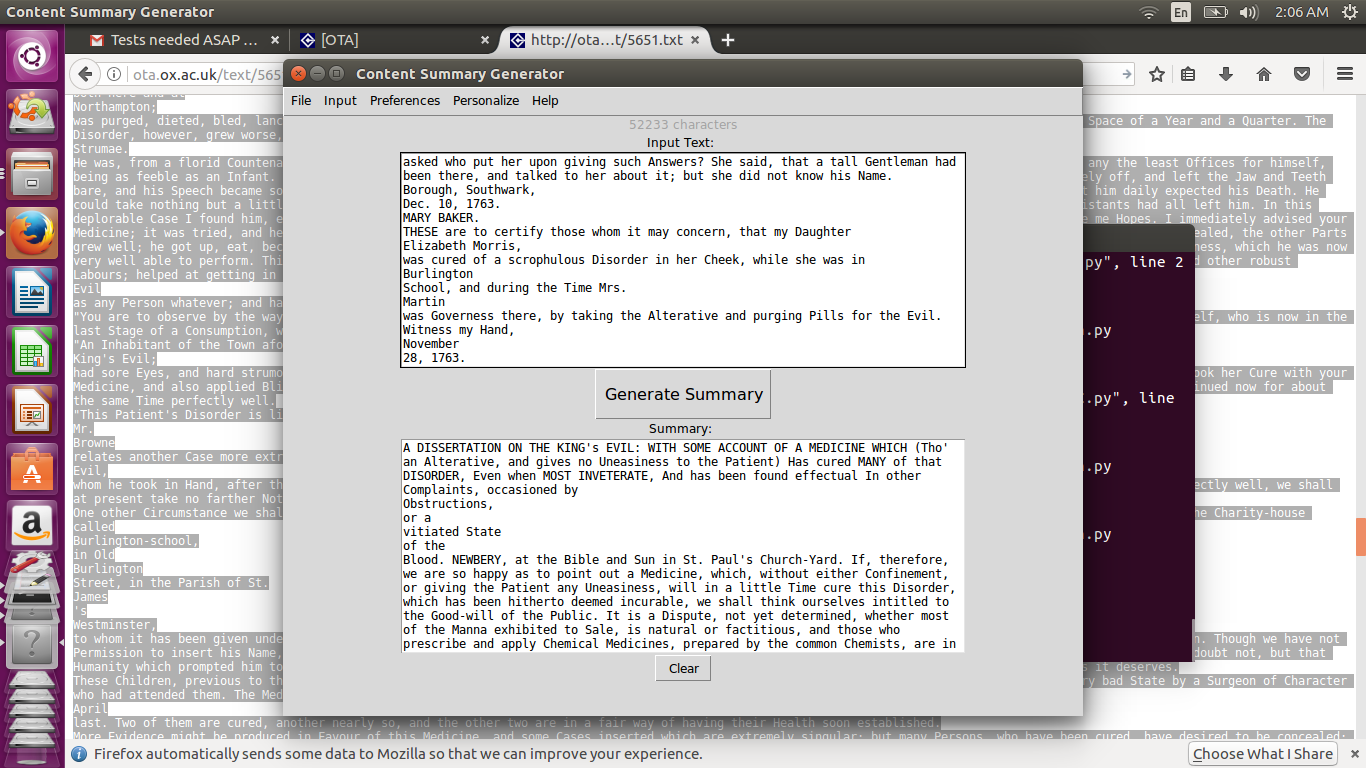 Content Summary Generator
En
2:06 AM
Tests needed ASAP ...
[OTA]
http://ota...t/5651.txt
ota.ox.ac.uk/text/565
Content Summary Generator
File Input Preferences Personalize Help
52233 characters
Input Text:
asked who put her upon giving such Answers? She said, that a tall Gentleman had
been there, and talked to her about it; but she did not know his Name.
Borough, Southwark,
Dec. 10, 1763.
MARY BAKER.
THESE are to certify those whom it may concern, that my Daughter
Elizabeth Morris,
was cured of a scrophulous Disorder in her Cheek, while she was in
Burlington
School, and during the Time Mrs.
Martin
was Governess there, by taking the Alterative and purging Pills for the Evil.
Witness my Hand,
November
28, 1763.
Generate Summary
Summary:
A DISSERTATION ON THE KING's EVIL: WITH SOME ACCOUNT OF A MEDICINE WHICH (Tho'
an Alterative, and gives no Uneasiness to the Patient) Has cured MANY of that
DISORDER, Even when MOST INVETERATE, And has been found effectual In other
Complaints, occasioned by
Obstructions,
or a
vitiated State
of the
Blood. NEWBERY, at the Bible and Sun in St. Paul's Church-Yard. If, therefore,
we are so happy as to point out a Medicine, which, without either Confinement,
or giving the Patient any Uneasiness, will in a little Time cure this Disorder,
which has been hitherto deemed incurable, we shall think ourselves intitled to
the Good-will of the Public. It is a Dispute, not yet determined, whether most
of the Manna exhibited to Sale, is natural or factitious, and those who
prescribe and apply Chemical Medicines, prepared by the common Chemists, are in
Clear
Northampton;
was purged, dieted, bled, lanc
Space of a Year and a Quarter. The
Disorder, however, grew worse,
Strumae.
He was, from a florid Countena
any the least Offices for himself,
being as feeble as an Infant.
ely off, and left the Jaw and Teeth
bare, and his Speech became so
t him daily expected his Death. He
could take nothing but a littl
istants had all left him. In this
deplorable Case I found him, e
e me Hopes. I immediately advised your
Medicine; it was tried, and he
ealed, the other Parts
grew well; he got up, eat, bec
ness, which he was now
very well able to perform. Thi
d other robust
Labours; helped at getting in
Evil
as any Person whatever; and ha
"You are to observe by the way
elf, who is now in the
last Stage of a Consumption, w
"An Inhabitant of the Town afo
King's Evil;
had sore Eyes, and hard strumo
ook her Cure with your
Medicine, and also applied Bli
inued now for about
the same Time perfectly well.
"This Patient's Disorder is li
Mr.
Browne
relates another Case more extr
Evil,
whom he took in Hand, after th
ectly well, we shall
at present take no farther Not
One other Circumstance we shal
he Charity-house
called
Burlington-school,
in Old
Burlington
Street, in the Parish of St.
James
's
Westminster,
to whom it has been given unde
n. Though we have not
Permission to insert his Name,
doubt not, but that
Humanity which prompted him to
s it deserves.
These Children, previous to th
ry bad State by a Surgeon of Character
who had attended them. The Med
April
last. Two of them are cured, another nearly so, and the other two are in a fair way of having their Health soon established.
More Evidence might be produced in Favour of this Medicine, and some Cases inserted which are extremely singular; but many Persons, who have been cured, have desired to be concealed;
py", line 2
.py
.py", line
.py
.py
Firefox automatically sends some data to Mozilla so that we can improve your experience.
Choose What I Share